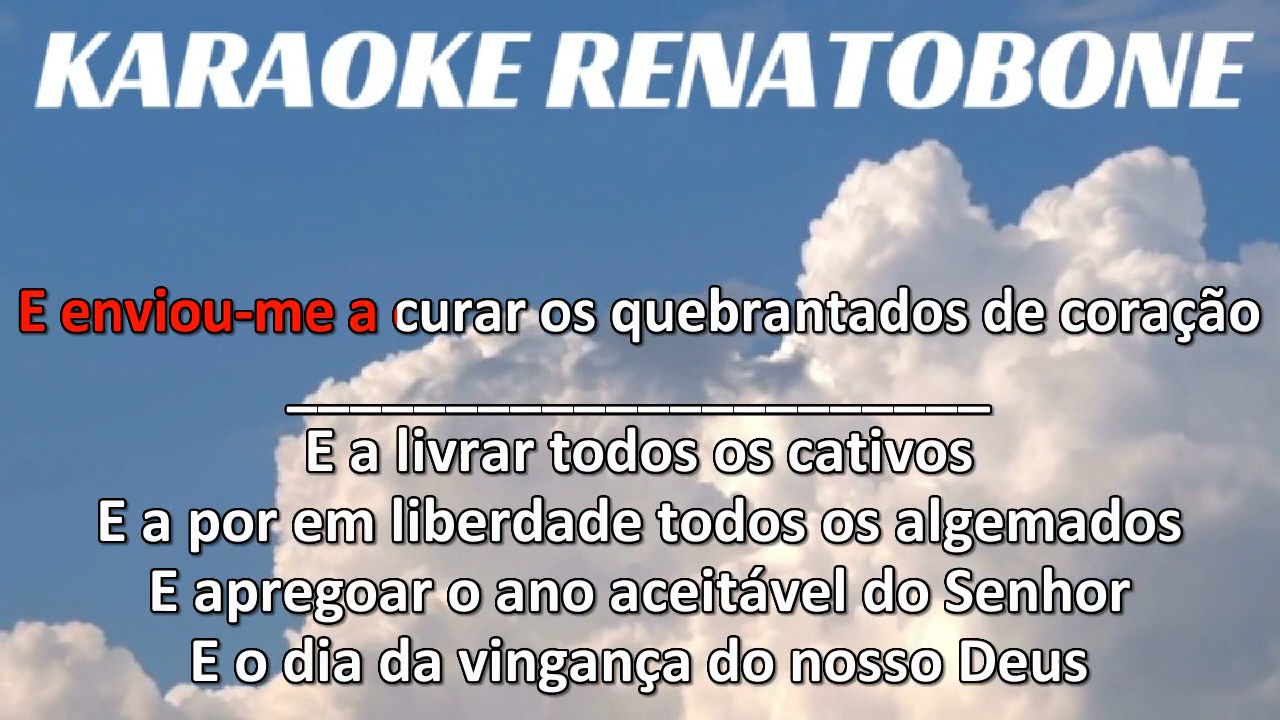 KARAOKE RENATOBONE
E enviou-me a curar os quebrantados de coração
______________________
E a livrar todos os cativos
E a por em liberdade todos os algemados
E apregoar o ano aceitável do Senhor
E o dia da vingança do nosso Deus